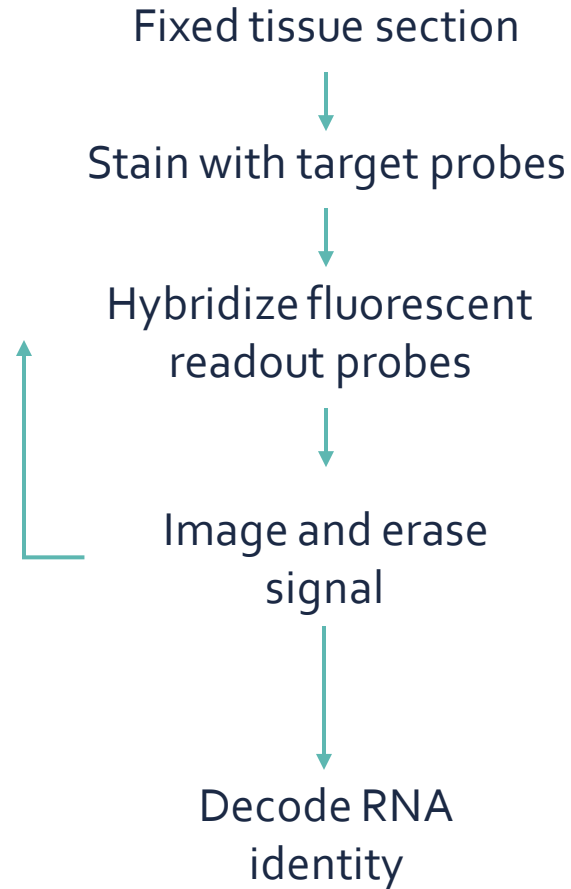 Fixed tissue section
Stain with target probes
Hybridize fluorescent
readout probes
Image and erase
signal
Decode RNA
identity